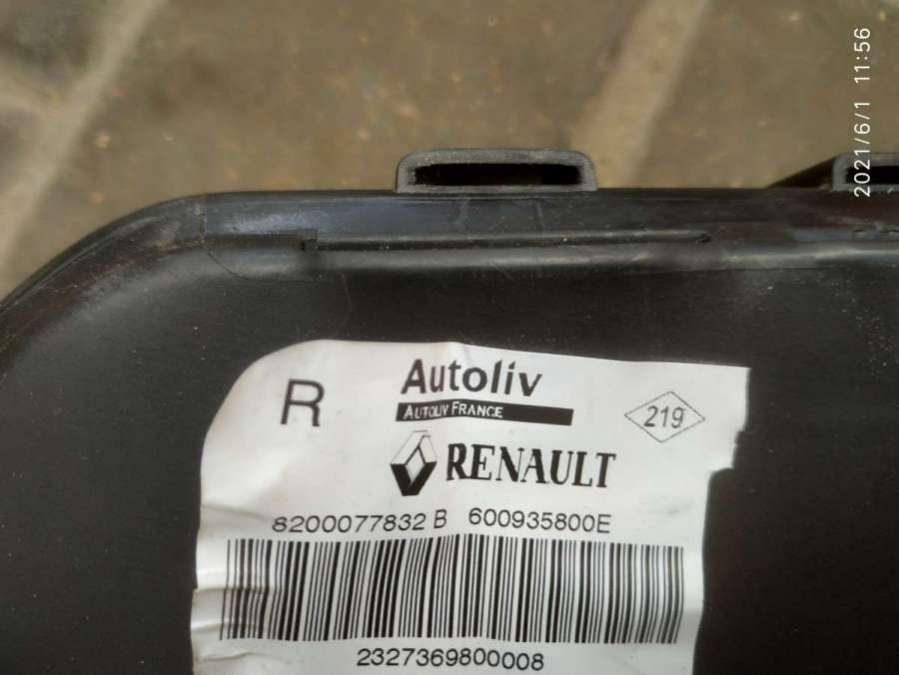 2021/6/1 11:56
R
Autoliv
AUTOLIV FRANCE
219
RENAULT
8200077832 B 600935800E
2327369800008